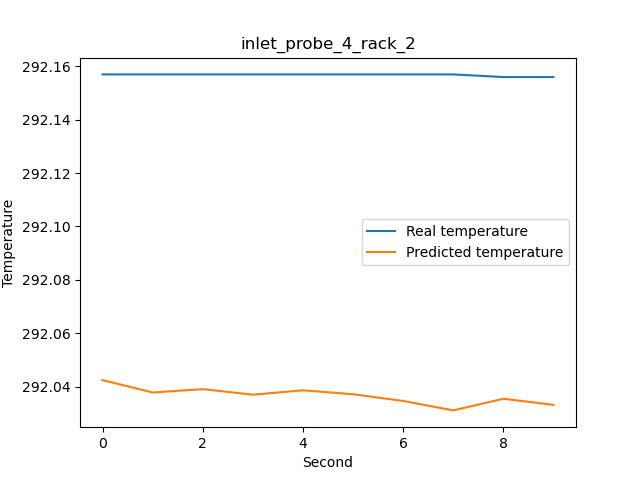 inlet_probe_4_rack_2
292.16
292.14
292.12
292.10
292.08
292.06
292.04
Temperature
Real temperature
Predicted temperature
0 2 4 6 8
Second